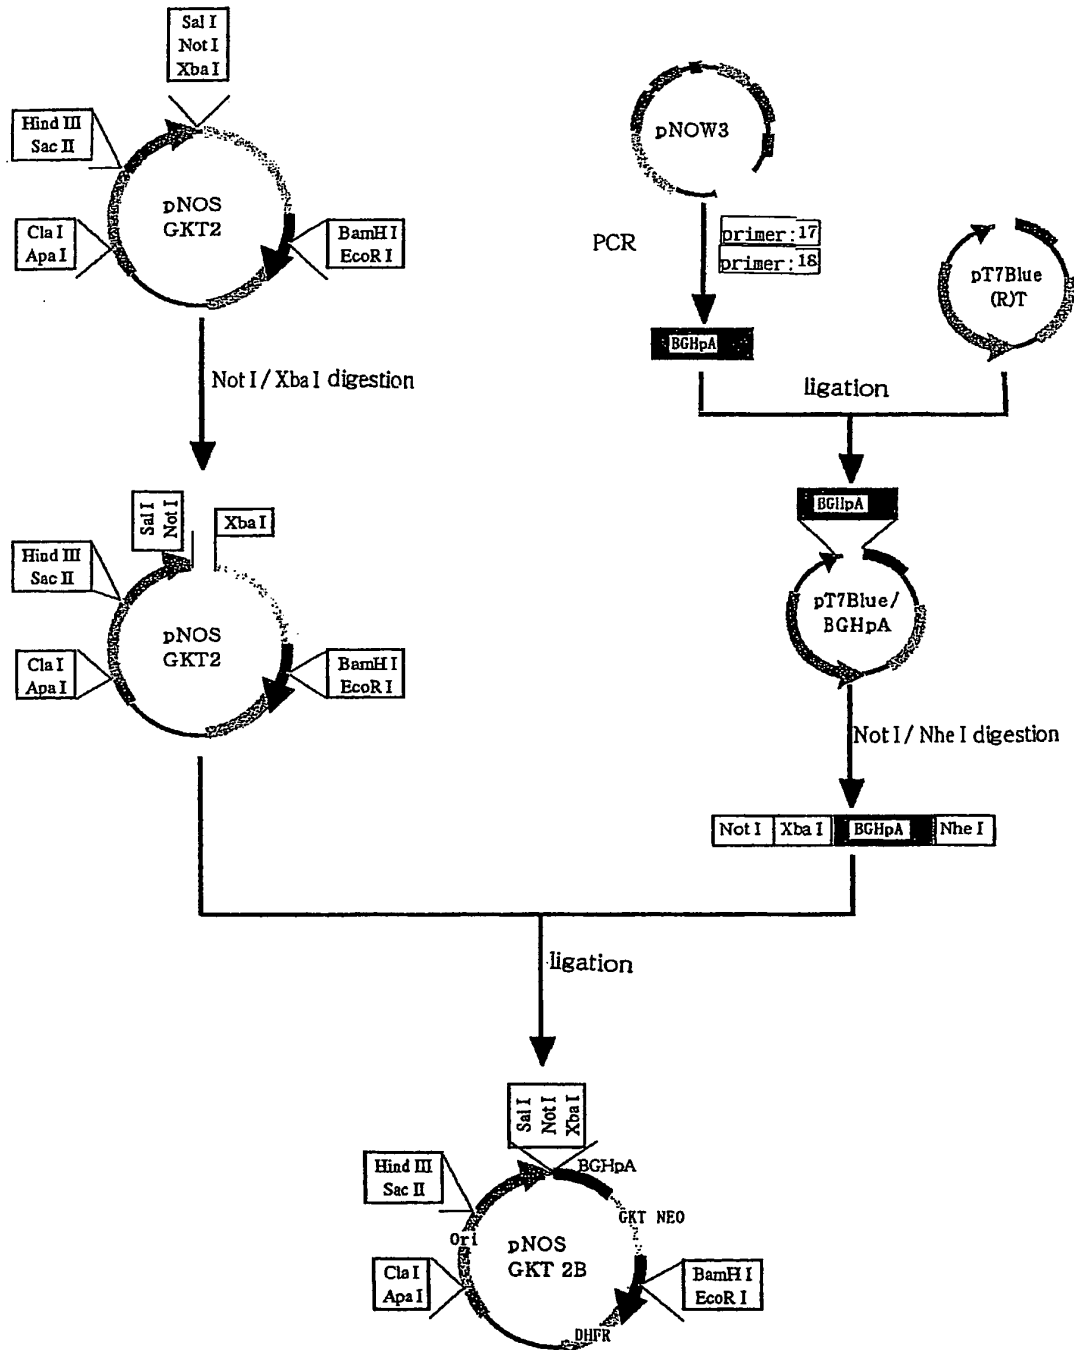 Sal I
Not I
Xba I
Hind III
Sac II
pNOS
GKT2
Cla I
Apa I
BamH I
EcoR I
Not I / Xba I digestion
pNOW3
PCR
primer:17
primer:18
BGHpA
pT7Blue
(R)T
ligation
BGHpA
pT7Blue/
BGHpA
Not I / Nhe I digestion
Not I
Xba I
BGHpA
Nhe I
Sal I
Not I
Xba I
Hind III
Sac II
pNOS
GKT2
Cla I
Apa I
BamH I
EcoR I
ligation
Sal I
Not I
Xba I
BGHpA
Hind III
Sac II
GKT NEO
Ori
pNOS
GKT 2B
Cla I
Apa I
BamH I
EcoR I
DHFR